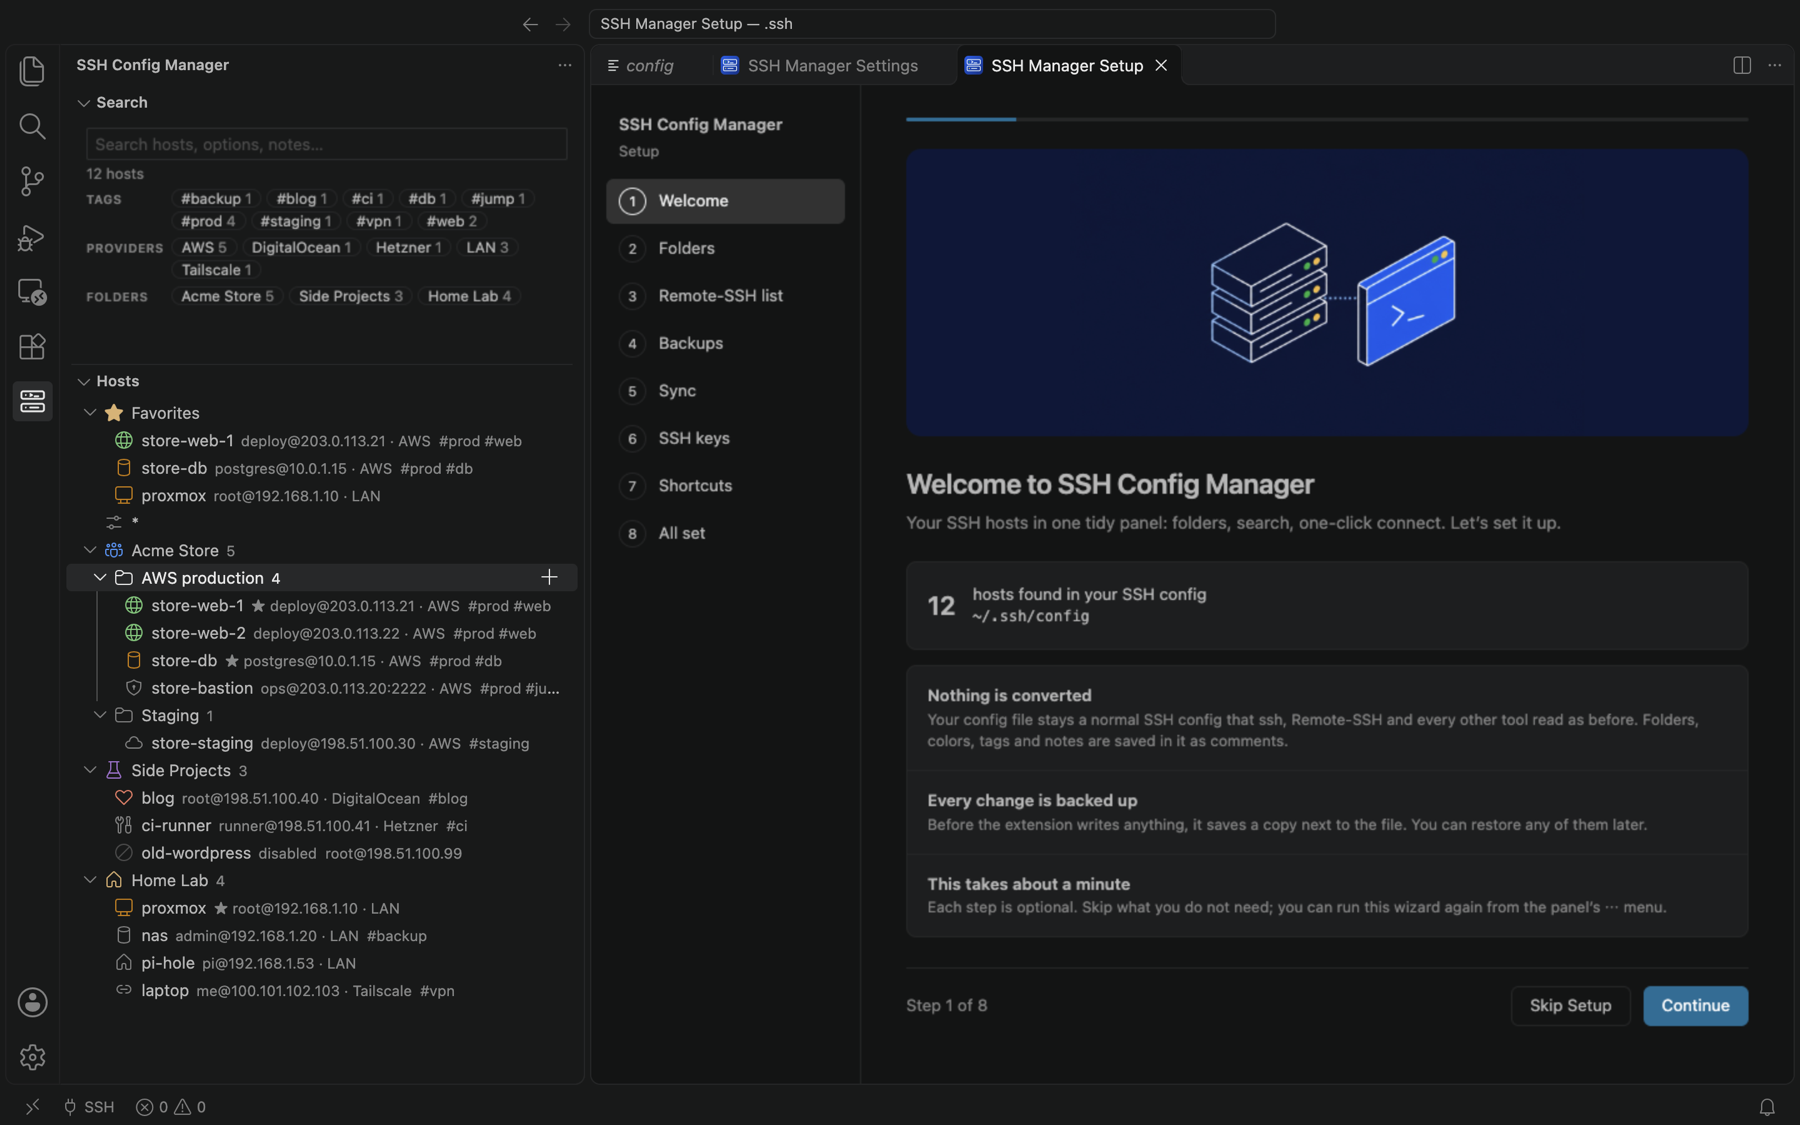 SSH Manager Setup — .ssh
SSH Config Manager
Search
Search hosts, options, notes...
12 hosts
TAGS #backup 1 #blog 1 #ci 1 #db 1 #jump 1
#prod 4 #staging 1 #vpn 1 #web 2
PROVIDERS AWS 5 DigitalOcean 1 Hetzner 1 LAN 3
Tailscale 1
FOLDERS Acme Store 5 Side Projects 3 Home Lab 4
Hosts
Favorites
store-web-1 deploy@203.0.113.21 · AWS #prod #web
store-db postgres@10.0.1.15 · AWS #prod #db
proxmox root@192.168.1.10 · LAN
*
Acme Store 5
AWS production 4
store-web-1 ★ deploy@203.0.113.21 · AWS #prod #web
store-web-2 deploy@203.0.113.22 · AWS #prod #web
store-db ★ postgres@10.0.1.15 · AWS #prod #db
store-bastion ops@203.0.113.20:2222 · AWS #prod #ju...
Staging 1
store-staging deploy@198.51.100.30 · AWS #staging
Side Projects 3
blog root@198.51.100.40 · DigitalOcean #blog
ci-runner runner@198.51.100.41 · Hetzner #ci
old-wordpress disabled root@198.51.100.99
Home Lab 4
proxmox ★ root@192.168.1.10 · LAN
nas admin@192.168.1.20 · LAN #backup
pi-hole pi@192.168.1.53 · LAN
laptop me@100.101.102.103 · Tailscale #vpn
config
SSH Manager Settings
SSH Manager Setup
SSH Config Manager
Setup
1 Welcome
2 Folders
3 Remote-SSH list
4 Backups
5 Sync
6 SSH keys
7 Shortcuts
8 All set
>_
Welcome to SSH Config Manager
Your SSH hosts in one tidy panel: folders, search, one-click connect. Let's set it up.
12
hosts found in your SSH config
~/.ssh/config
Nothing is converted
Your config file stays a normal SSH config that ssh, Remote-SSH and every other tool read as before. Folders,
colors, tags and notes are saved in it as comments.
Every change is backed up
Before the extension writes anything, it saves a copy next to the file. You can restore any of them later.
This takes about a minute
Each step is optional. Skip what you do not need; you can run this wizard again from the panel's ··· menu.
Step 1 of 8
Skip Setup
Continue
SSH 0 0